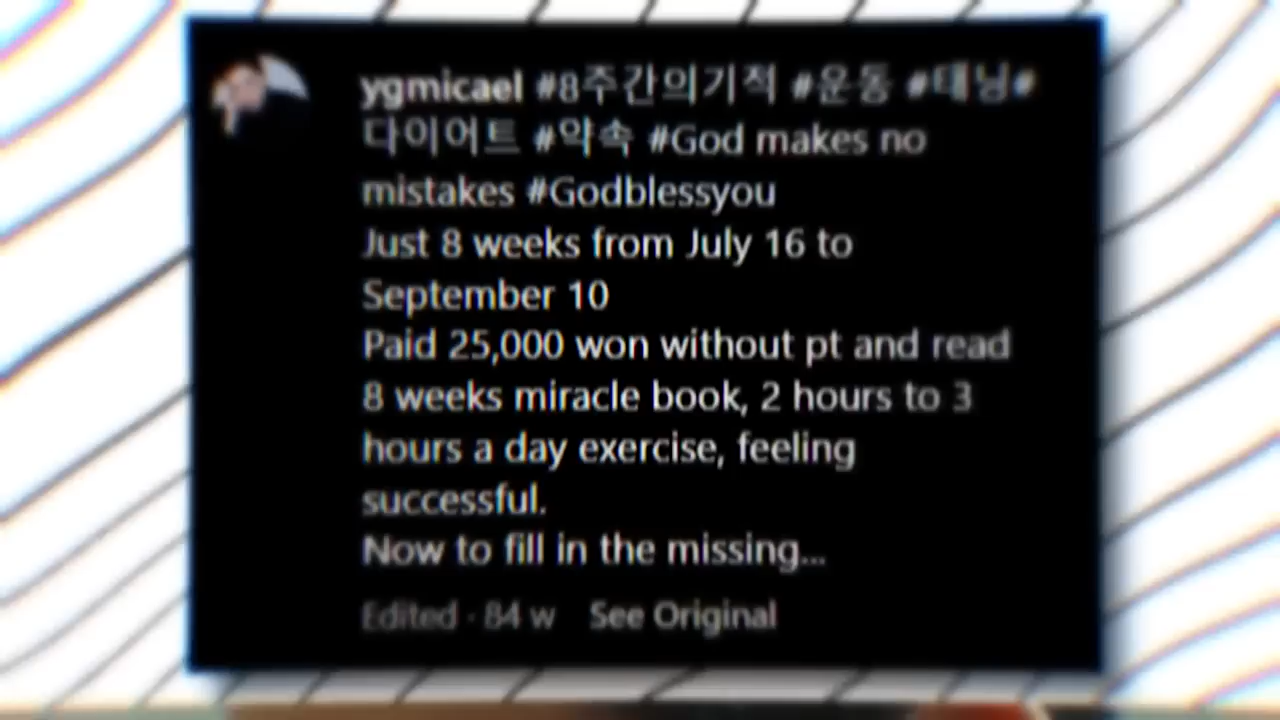 ygmicael #8주간의기적 #운동 #태닝#
다이어트 #약속 #God makes no
mistakes #Godblessyou
Just 8 weeks from July 16 to
September 10
Paid 25,000 won without pt and read
8 weeks miracle book, 2 hours to 3
hours a day exercise, feeling
successful.
Now to fill in the missing...
Edited · 84 w See Original